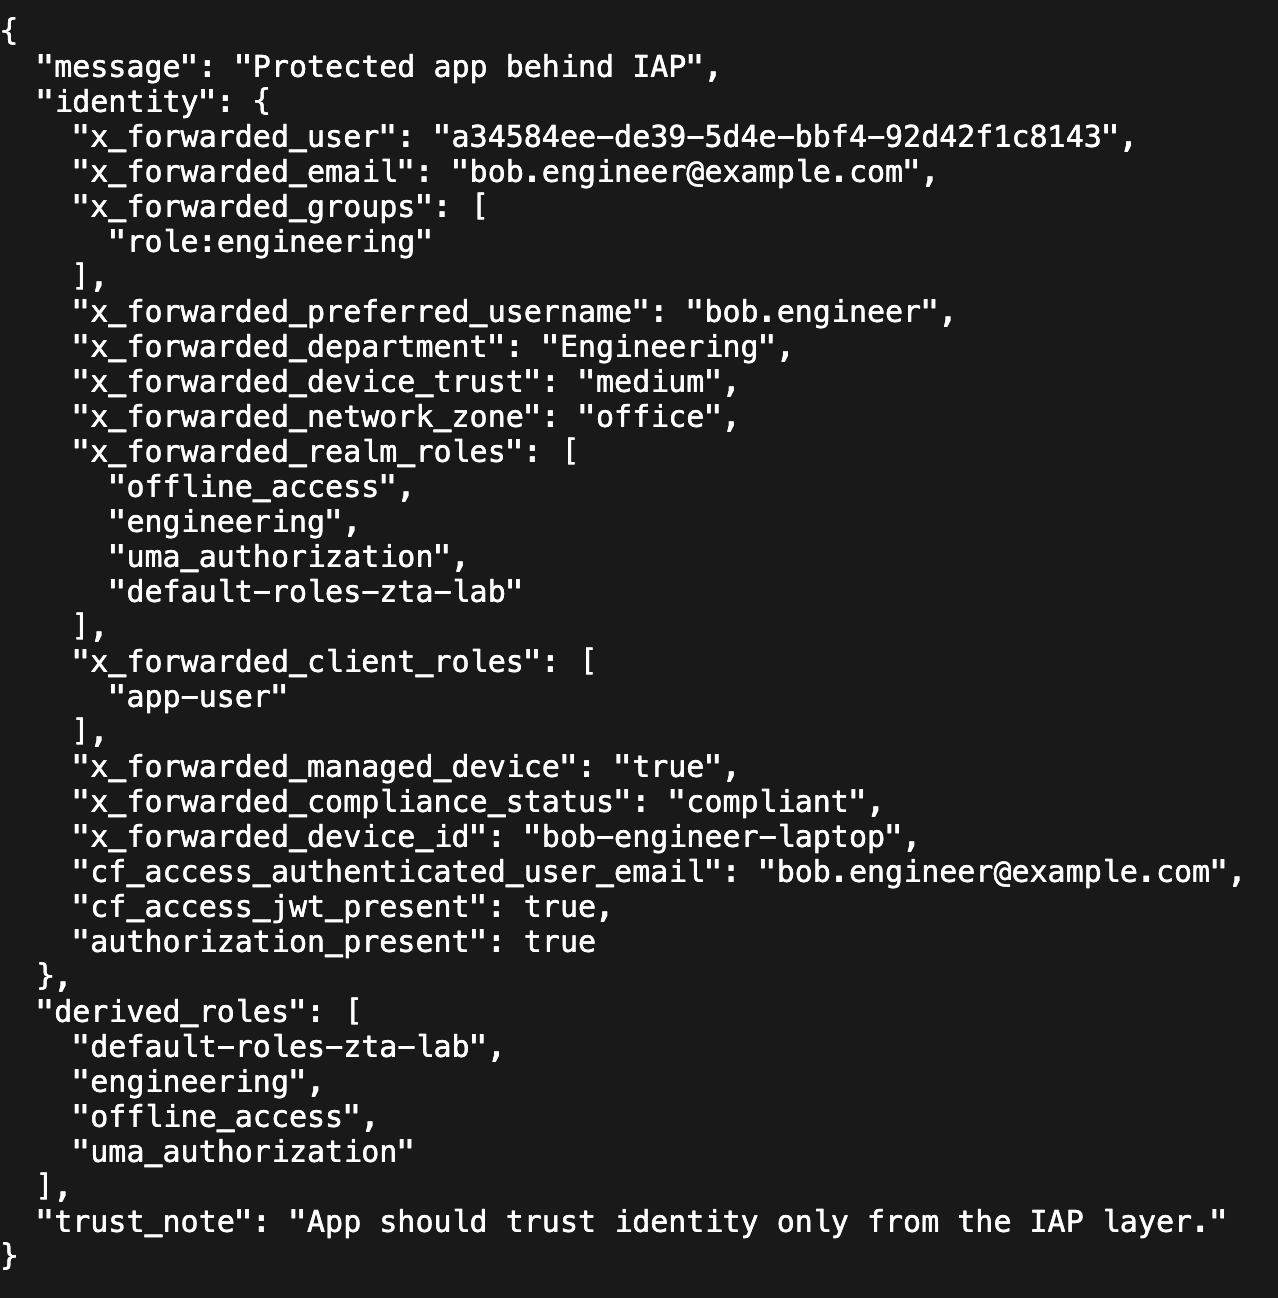 {
  "message": "Protected app behind IAP",
  "identity": {
    "x_forwarded_user": "a34584ee-de39-5d4e-bbf4-92d42f1c8143",
    "x_forwarded_email": "bob.engineer@example.com",
    "x_forwarded_groups": [
      "role:engineering"
    ],
    "x_forwarded_preferred_username": "bob.engineer",
    "x_forwarded_department": "Engineering",
    "x_forwarded_device_trust": "medium",
    "x_forwarded_network_zone": "office",
    "x_forwarded_realm_roles": [
      "offline_access",
      "engineering",
      "uma_authorization",
      "default-roles-zta-lab"
    ],
    "x_forwarded_client_roles": [
      "app-user"
    ],
    "x_forwarded_managed_device": "true",
    "x_forwarded_compliance_status": "compliant",
    "x_forwarded_device_id": "bob-engineer-laptop",
    "cf_access_authenticated_user_email": "bob.engineer@example.com",
    "cf_access_jwt_present": true,
    "authorization_present": true
  },
  "derived_roles": [
    "default-roles-zta-lab",
    "engineering",
    "offline_access",
    "uma_authorization"
  ],
  "trust_note": "App should trust identity only from the IAP layer."
}